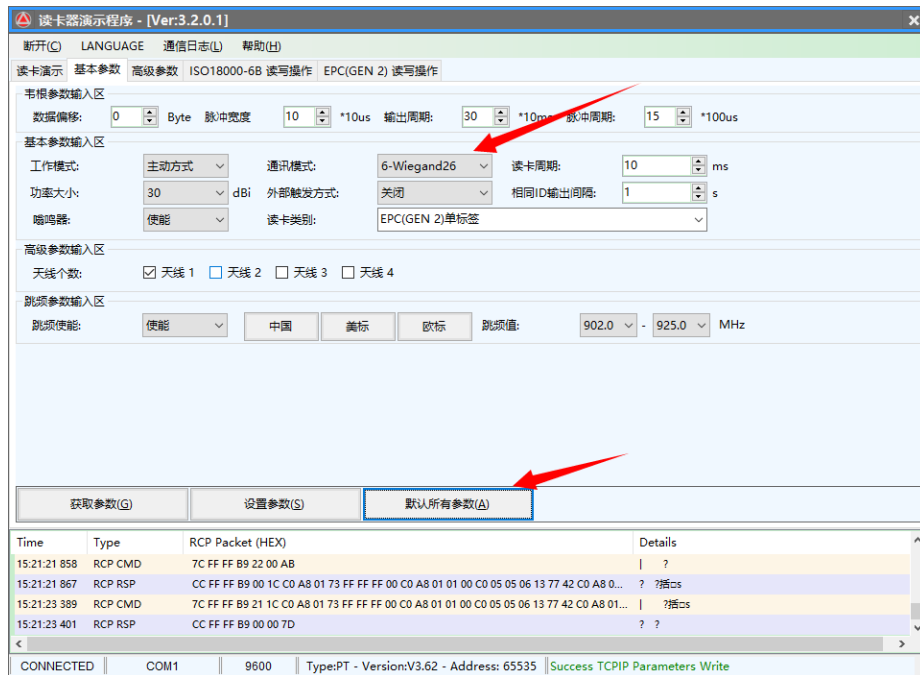 读卡器演示程序 - [Ver:3.2.0.1]
断开(C) LANGUAGE 通信日志(L) 帮助(H)
读卡演示 基本参数 高级参数 ISO18000-6B 读写操作 EPC(GEN 2) 读写操作
韦根参数输入区
数据偏移: 0 Byte 脉冲宽度 10 *10us 输出周期: 30 *10ms 脉冲周期: 15 *100us
基本参数输入区
工作模式: 主动方式 通讯模式: 6-Wiegand26 读卡周期: 10 ms
功率大小: 30 dBi 外部触发方式: 关闭 相同ID输出间隔: 1 s
嗡鸣器: 使能 读卡类别: EPC(GEN 2)单标签
高级参数输入区
天线个数: 天线 1 天线 2 天线 3 天线 4
跳频参数输入区
跳频使能: 使能 中国 美标 欧标 跳频值: 902.0 - 925.0 MHz
获取参数(G) 设置参数(S) 默认所有参数(A)
Time Type RCP Packet (HEX) Details
15:21:21 858 RCP CMD 7C FF FF B9 22 00 AB | ?
15:21:21 867 RCP RSP CC FF FF B9 00 1C C0 A8 01 73 FF FF FF 00 C0 A8 01 01 00 C0 05 05 06 13 77 42 C0 A8 0... ? ?括□s
15:21:23 389 RCP CMD 7C FF FF B9 21 1C C0 A8 01 73 FF FF FF 00 C0 A8 01 01 00 C0 05 05 06 13 77 42 C0 A8 01... | ?括□s
15:21:23 401 RCP RSP CC FF FF B9 00 00 7D ? ?
CONNECTED COM1 9600 Type:PT - Version:V3.62 - Address: 65535 Success TCPIP Parameters Write